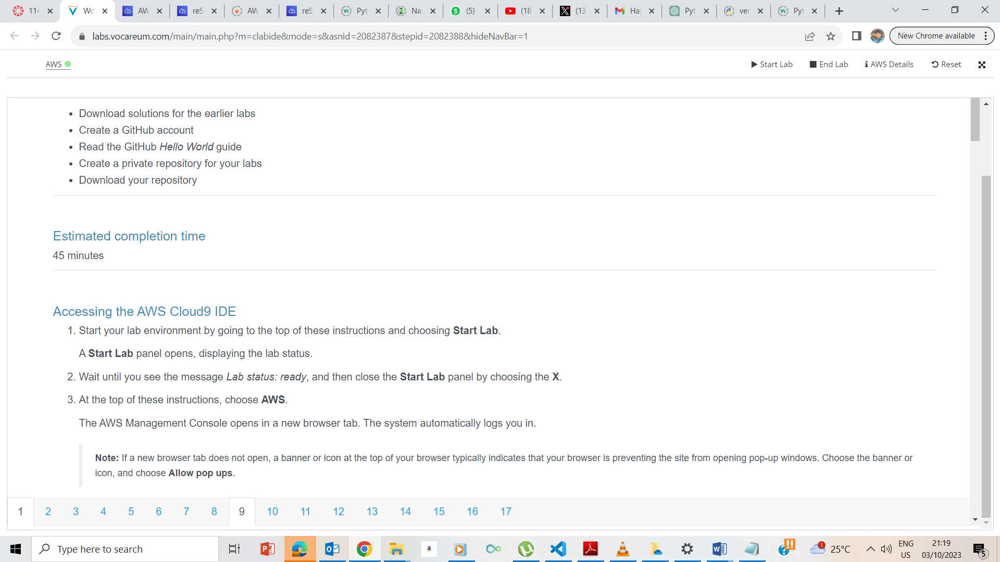 114
Wo
AW
reS
AW
reS
Pyt
Na
(5)
(18
(13
Ha
Pyt
ver
Pyt
labs.vocareum.com/main/main.php?m=clabide&mode=s&asnid=2082387&stepid=2082388&hideNavBar=1
New Chrome available
AWS
Start Lab
End Lab
AWS Details
Reset
• Download solutions for the earlier labs
• Create a GitHub account
• Read the GitHub Hello World guide
• Create a private repository for your labs
• Download your repository
Estimated completion time
45 minutes
Accessing the AWS Cloud9 IDE
1. Start your lab environment by going to the top of these instructions and choosing Start Lab.
A Start Lab panel opens, displaying the lab status.
2. Wait until you see the message Lab status: ready, and then close the Start Lab panel by choosing the X.
3. At the top of these instructions, choose AWS.
The AWS Management Console opens in a new browser tab. The system automatically logs you in.
Note: If a new browser tab does not open, a banner or icon at the top of your browser typically indicates that your browser is preventing the site from opening pop-up windows. Choose the banner or
icon, and choose Allow pop ups.
1 2 3 4 5 6 7 8 9 10 11 12 13 14 15 16 17
Type here to search
a
1
25°C
ENG
US
21:19
03/10/2023
5